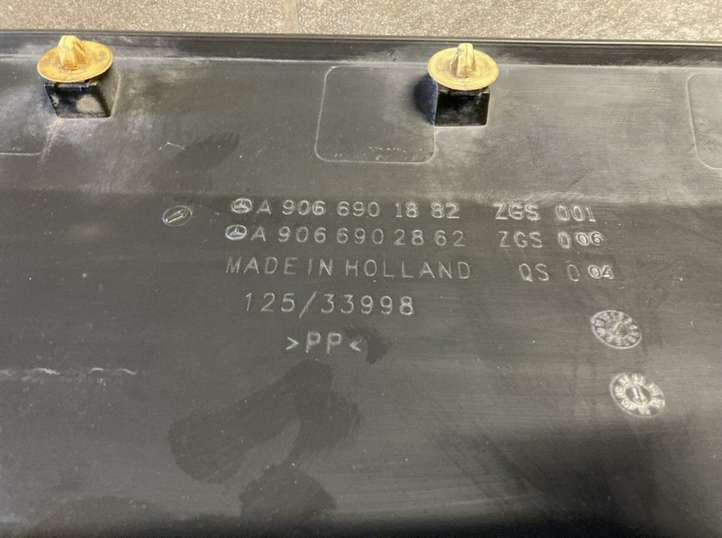 A 906 690 18 82 ZGS 001
A 906 690 28 62 ZGS 006
MADE IN HOLLAND QS 004
125/33998
>PP<